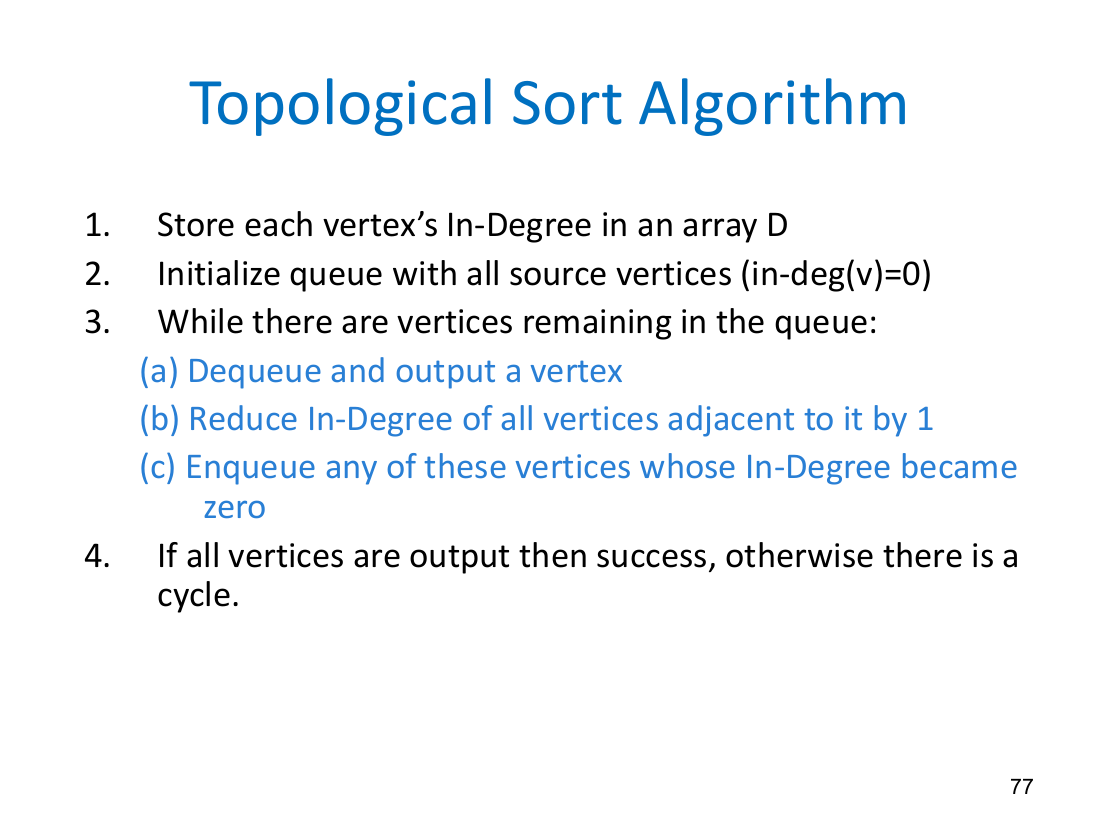 Topological Sort Algorithm
1. Store each vertex’s In-Degree in an array D
2. Initialize queue with all source vertices (in-deg(v)=0)
3. While there are vertices remaining in the queue:
(a) Dequeue and output a vertex
(b) Reduce In-Degree of all vertices adjacent to it by 1
(c) Enqueue any of these vertices whose In-Degree became
zero
4. If all vertices are output then success, otherwise there is a
cycle.
77